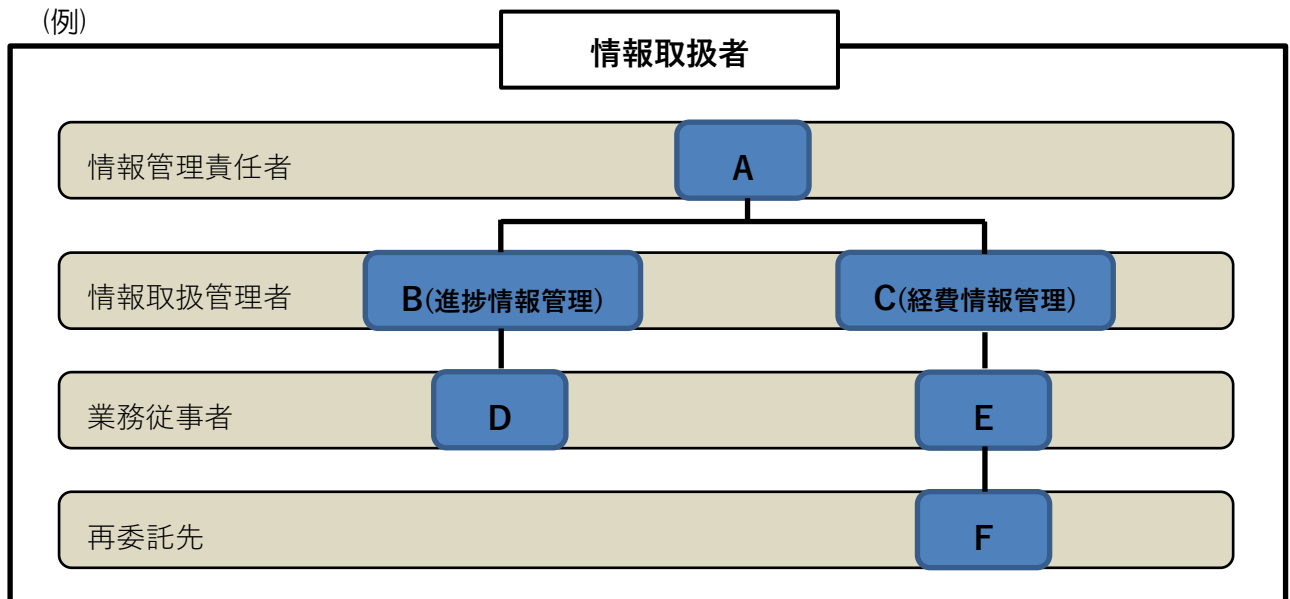 (例)
情報取扱者
情報管理責任者
A
情報取扱管理者
B(進捗情報管理)
C(経費情報管理)
業務従事者
D
E
再委託先
F